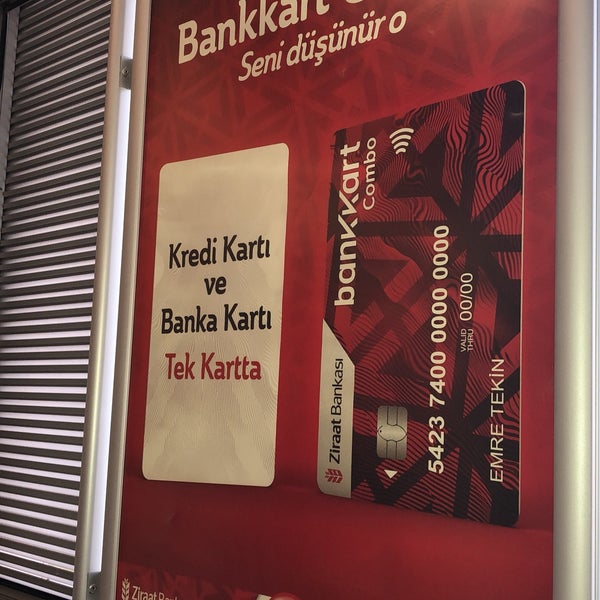 Bankkart
Seni düşünür o
Kredi Kartı
ve
Banka Kartı
Tek Kartta
bankkart
Combo
Ziraat Bankası
5423 7400 0000 0000
VALID
THRU 00/00
EMRE TEKİN
Ziraat